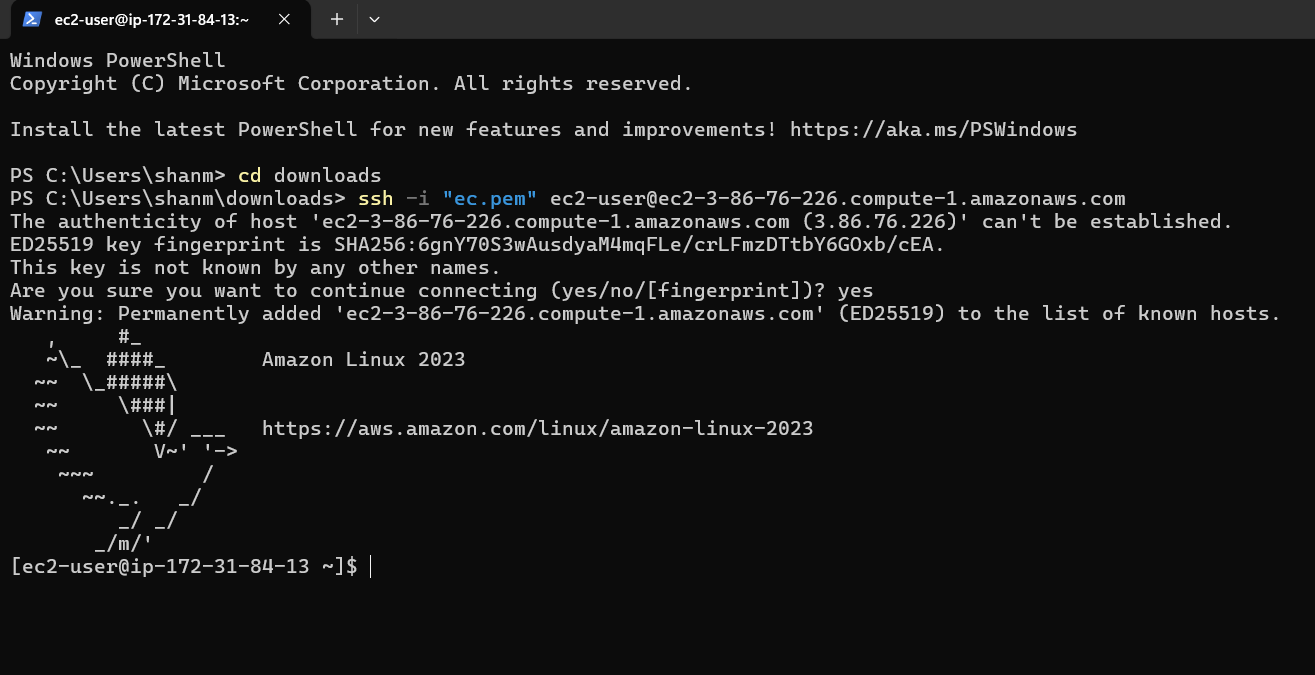 ec2-user@ip-172-31-84-13:~
Windows PowerShell
Copyright (C) Microsoft Corporation. All rights reserved.
Install the latest PowerShell for new features and improvements! https://aka.ms/PSWindows
PS C:\Users\shanm> cd downloads
PS C:\Users\shanm\downloads> ssh -i "ec.pem" ec2-user@ec2-3-86-76-226.compute-1.amazonaws.com
The authenticity of host 'ec2-3-86-76-226.compute-1.amazonaws.com (3.86.76.226)' can't be established.
ED25519 key fingerprint is SHA256:6gnY70S3wAusdyaM4mqFLe/crLFmzDTtbY6GOxb/cEA.
This key is not known by any other names.
Are you sure you want to continue connecting (yes/no/[fingerprint])? yes
Warning: Permanently added 'ec2-3-86-76-226.compute-1.amazonaws.com' (ED25519) to the list of known hosts.
   ,     #_
   ~\_  ####_        Amazon Linux 2023
  ~~  \_#####\
  ~~     \###|
  ~~       \#/ ___   https://aws.amazon.com/linux/amazon-linux-2023
   ~~       V~' '->
    ~~~         /
      ~~._.   _/
         _/ _/
       _/m/'
[ec2-user@ip-172-31-84-13 ~]$